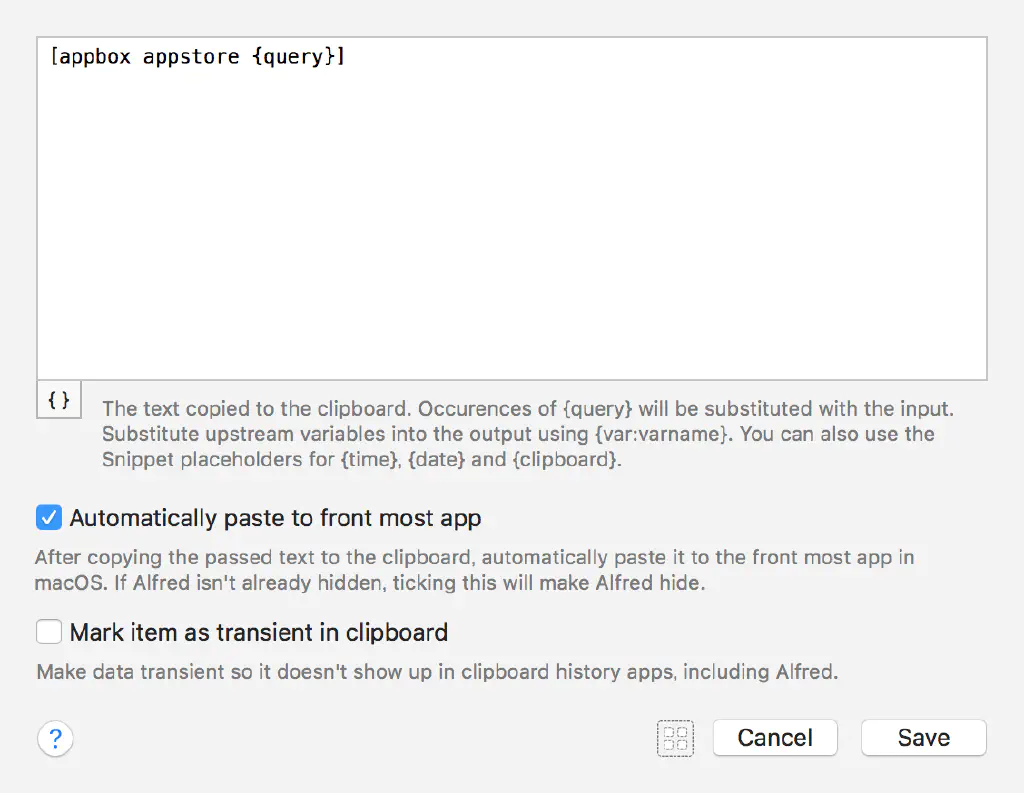 [appbox appstore {query}]
{}
The text copied to the clipboard. Occurences of {query} will be substituted with the input.
Substitute upstream variables into the output using {var:varname}. You can also use the
Snippet placeholders for {time}, {date} and {clipboard}.
Automatically paste to front most app
After copying the passed text to the clipboard, automatically paste it to the front most app in
macOS. If Alfred isn't already hidden, ticking this will make Alfred hide.
Mark item as transient in clipboard
Make data transient so it doesn't show up in clipboard history apps, including Alfred.
? Cancel Save